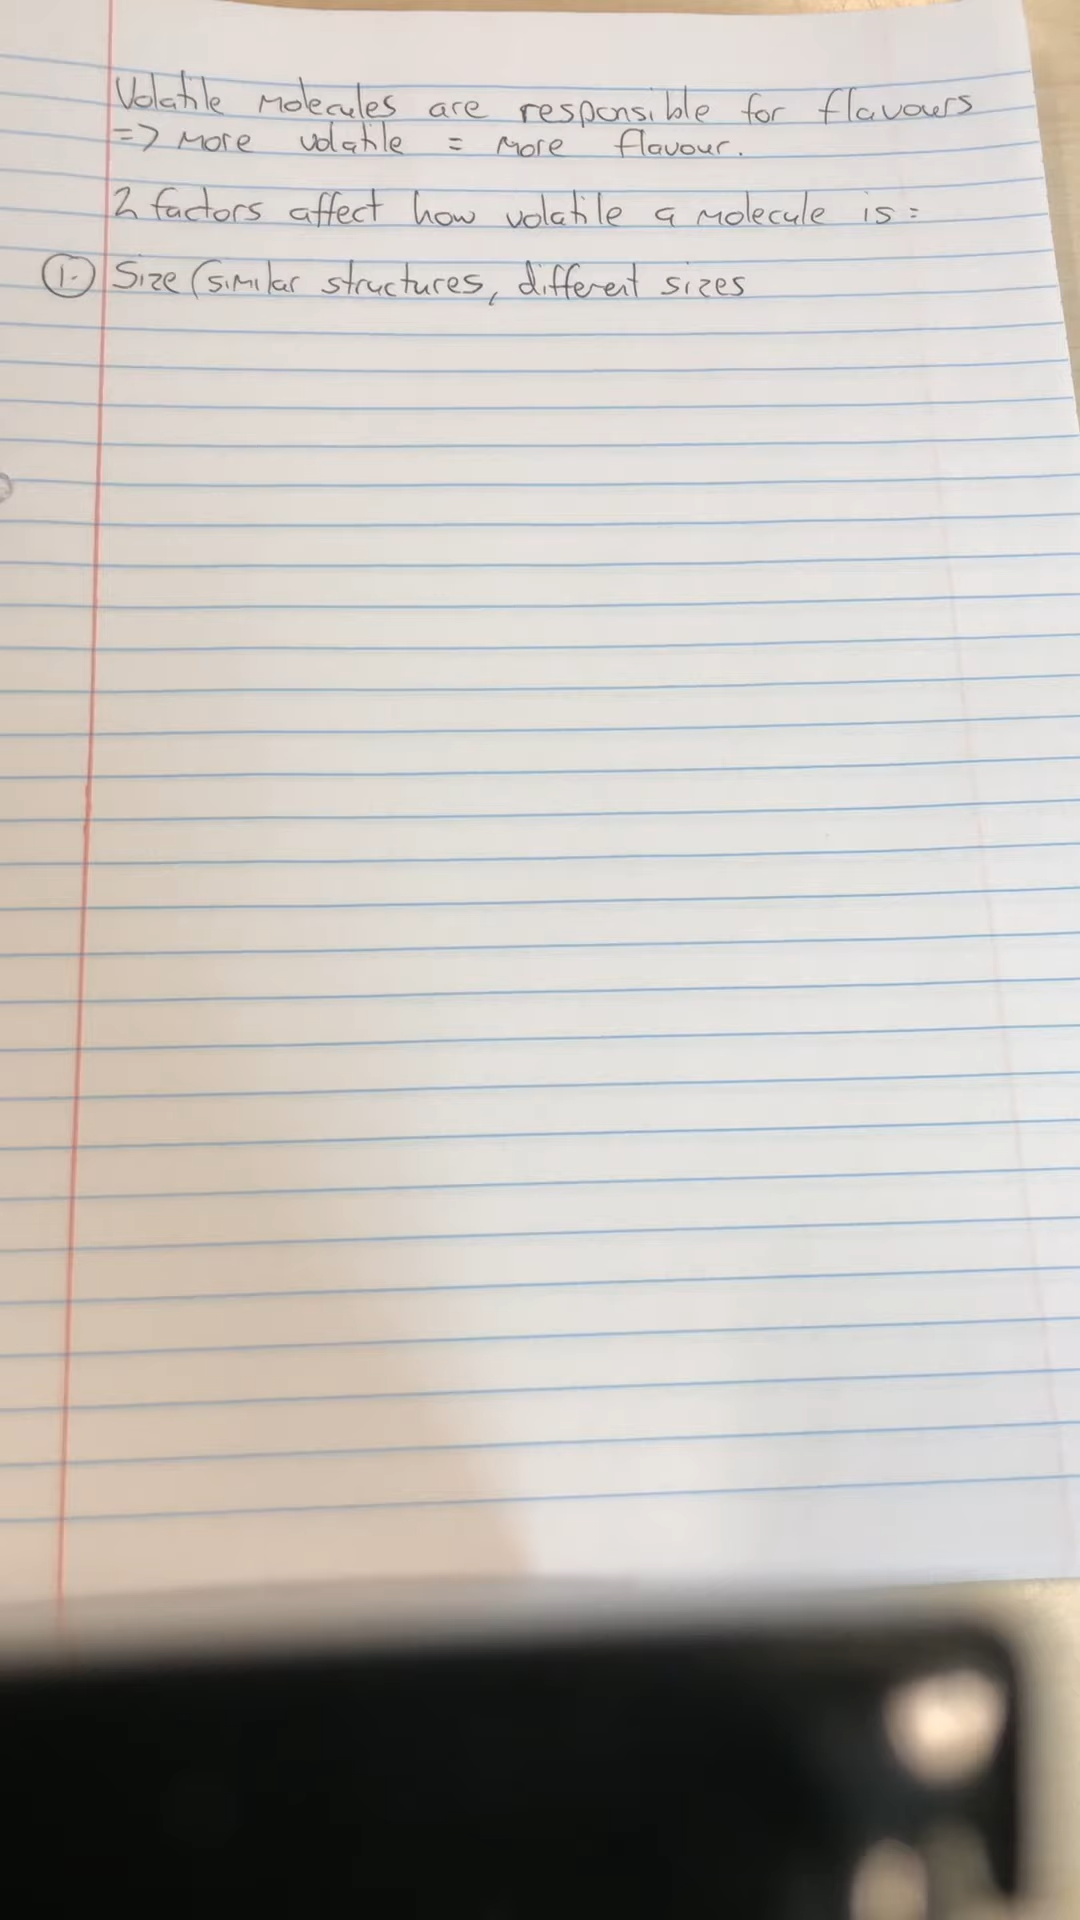 Volatile molecules are responsible for flavours
=> More volatile = more flavour.
2 factors affect how volatile a molecule is:
1. Size (similar structures, different sizes